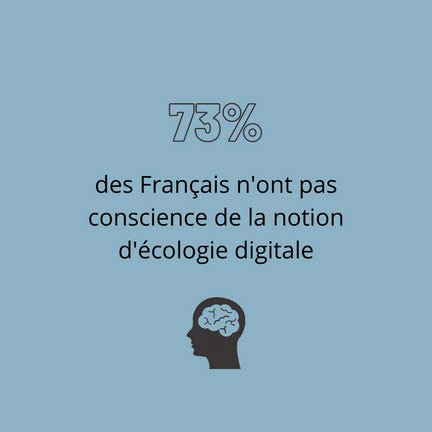 73%
des Français n'ont pas
conscience de la notion
d'écologie digitale